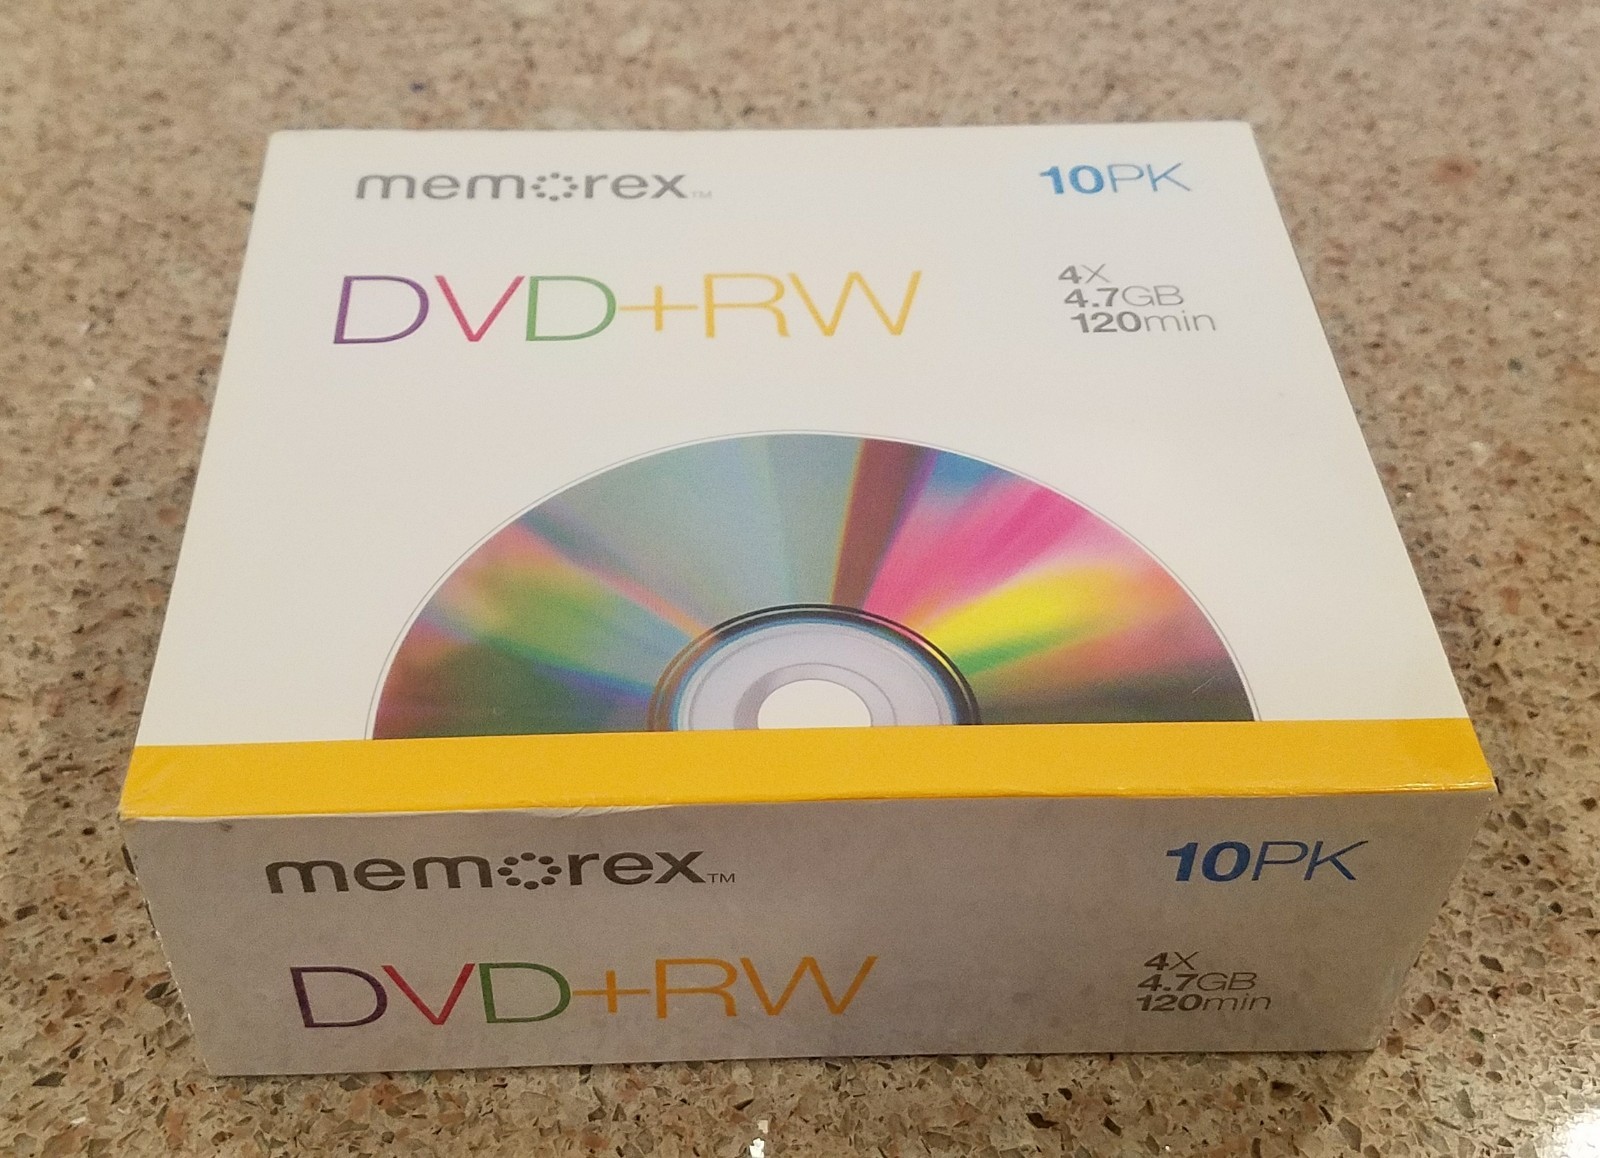 memorex™
10PK
DVD+RW
4X
4.7GB
120min
memorex™
10PK
DVD+RW
4X
4.7GB
120min